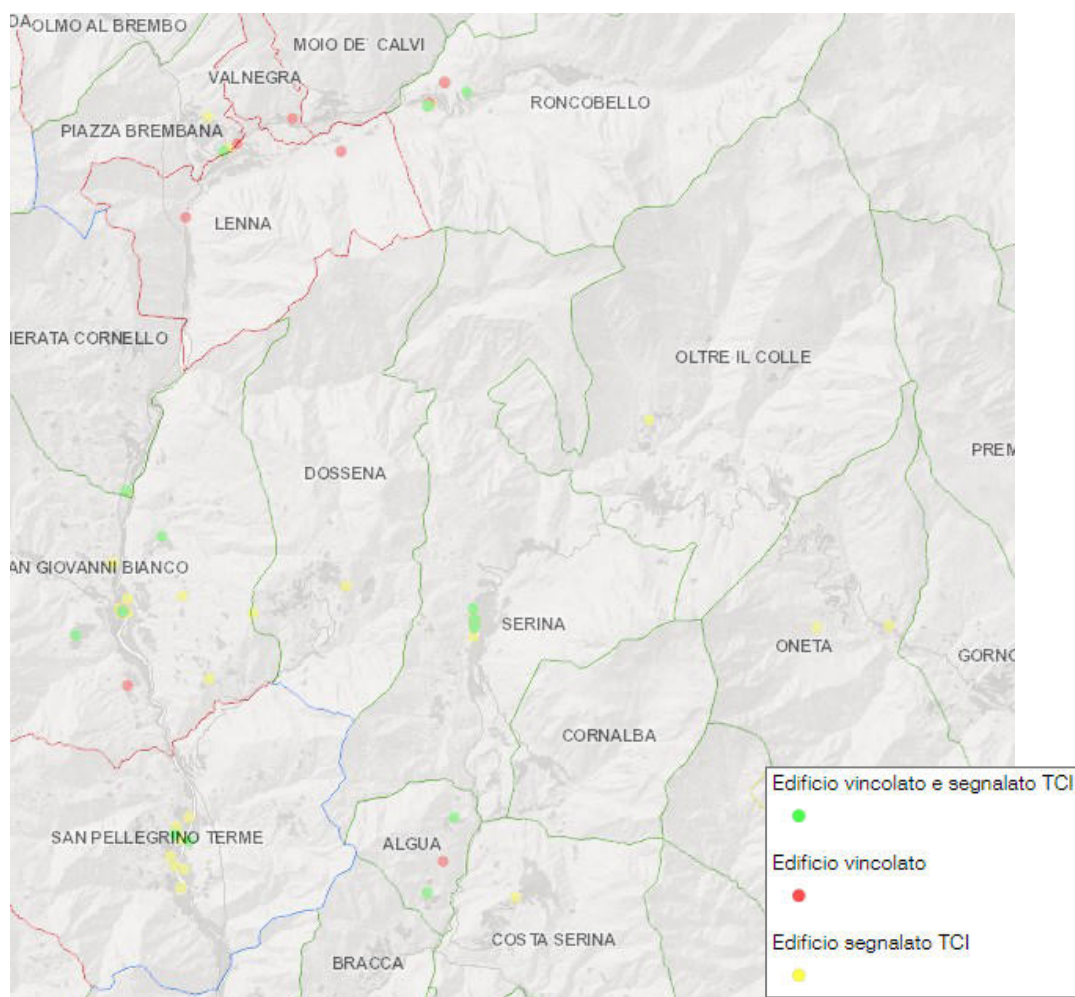 DA
OLMO AL BREMBO
MOIO DE` CALVI
VALNEGRA
RONCOBELLO
PIAZZA BREMBANA
LENNA
IERATA CORNELLO
OLTRE IL COLLE
DOSSENA
PREM
AN GIOVANNI BIANCO
SERINA
ONETA
GORNO
CORNALBA
SAN PELLEGRINO TERME
ALGUA
COSTA SERINA
BRACCA
Edificio vincolato e segnalato TCI
Edificio vincolato
Edificio segnalato TCI